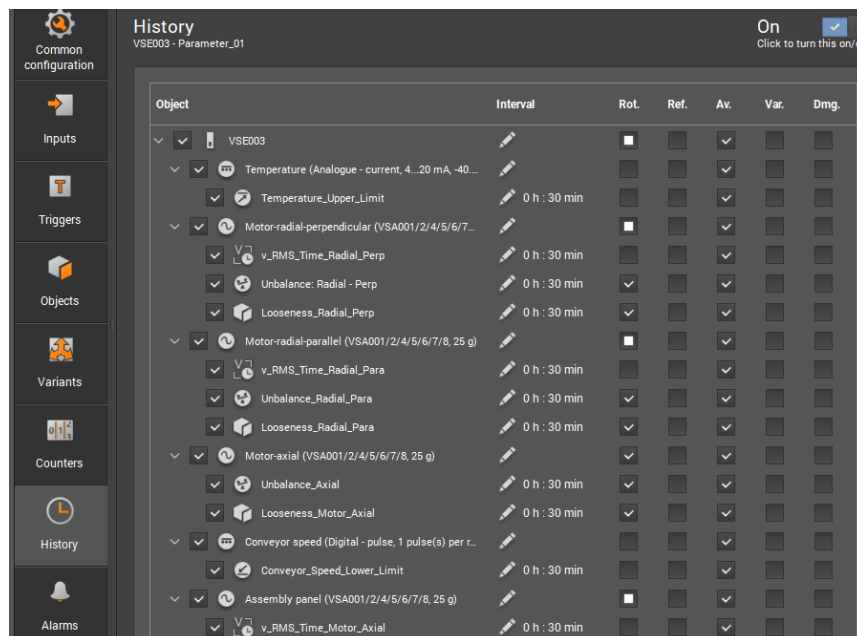 Common
configuration
Inputs
Triggers
Objects
Variants
Counters
History
Alarms
History
VSE003 - Parameter_01
On
Click to turn this on/
Object Interval Rot. Ref. Av. Var. Dmg.
VSE003
Temperature (Analogue - current, 4...20 mA, -40...
Temperature_Upper_Limit 0 h : 30 min
Motor-radial-perpendicular (VSA001/2/4/5/6/7...
v_RMS_Time_Radial_Perp 0 h : 30 min
Unbalance: Radial - Perp 0 h : 30 min
Looseness_Radial_Perp 0 h : 30 min
Motor-radial-parallel (VSA001/2/4/5/6/7/8, 25 g)
v_RMS_Time_Radial_Para 0 h : 30 min
Unbalance_Radial_Para 0 h : 30 min
Looseness_Radial_Para 0 h : 30 min
Motor-axial (VSA001/2/4/5/6/7/8, 25 g)
Unbalance_Axial 0 h : 30 min
Looseness_Motor_Axial 0 h : 30 min
Conveyor speed (Digital - pulse, 1 pulse(s) per r...
Conveyor_Speed_Lower_Limit 0 h : 30 min
Assembly panel (VSA001/2/4/5/6/7/8, 25 g)
v_RMS_Time_Motor_Axial 0 h : 30 min